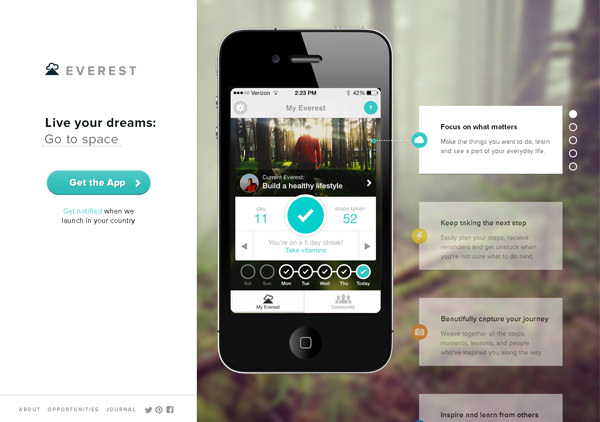 EVEREST
Live your dreams:
Go to space
Get the App
Get notified when we
launch in your country
ABOUT OPPORTUNITIES JOURNAL
Verizon 2:23 PM 42%
My Everest
1
Current Everest:
Build a healthy lifestyle
day steps taken
11 52
You're on a 5 day streak!
Take vitamins
Sat Sun Mon Tue Wed Thu Today
My Everest Community
Focus on what matters
Make the things you want to do, learn
and see a part of your everyday life.
Keep taking the next step
Easily plan your steps, receive
reminders and get unstuck when
you're not sure what to do next.
Beautifully capture your journey
Weave together all the steps,
moments, lessons, and people
who've inspired you along the way.
Inspire and learn from others